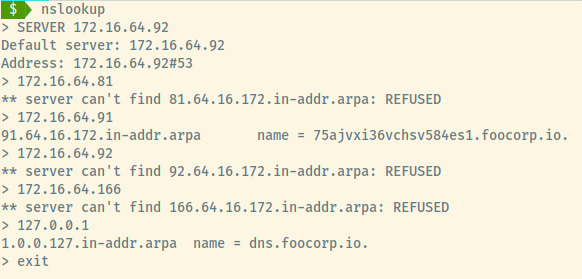 $ nslookup
> SERVER 172.16.64.92
Default server: 172.16.64.92
Address: 172.16.64.92#53
> 172.16.64.81
** server can't find 81.64.16.172.in-addr.arpa: REFUSED
> 172.16.64.91
91.64.16.172.in-addr.arpa       name = 75ajvxi36vchsv584es1.foocorp.io.
> 172.16.64.92
** server can't find 92.64.16.172.in-addr.arpa: REFUSED
> 172.16.64.166
** server can't find 166.64.16.172.in-addr.arpa: REFUSED
> 127.0.0.1
1.0.0.127.in-addr.arpa  name = dns.foocorp.io.
> exit